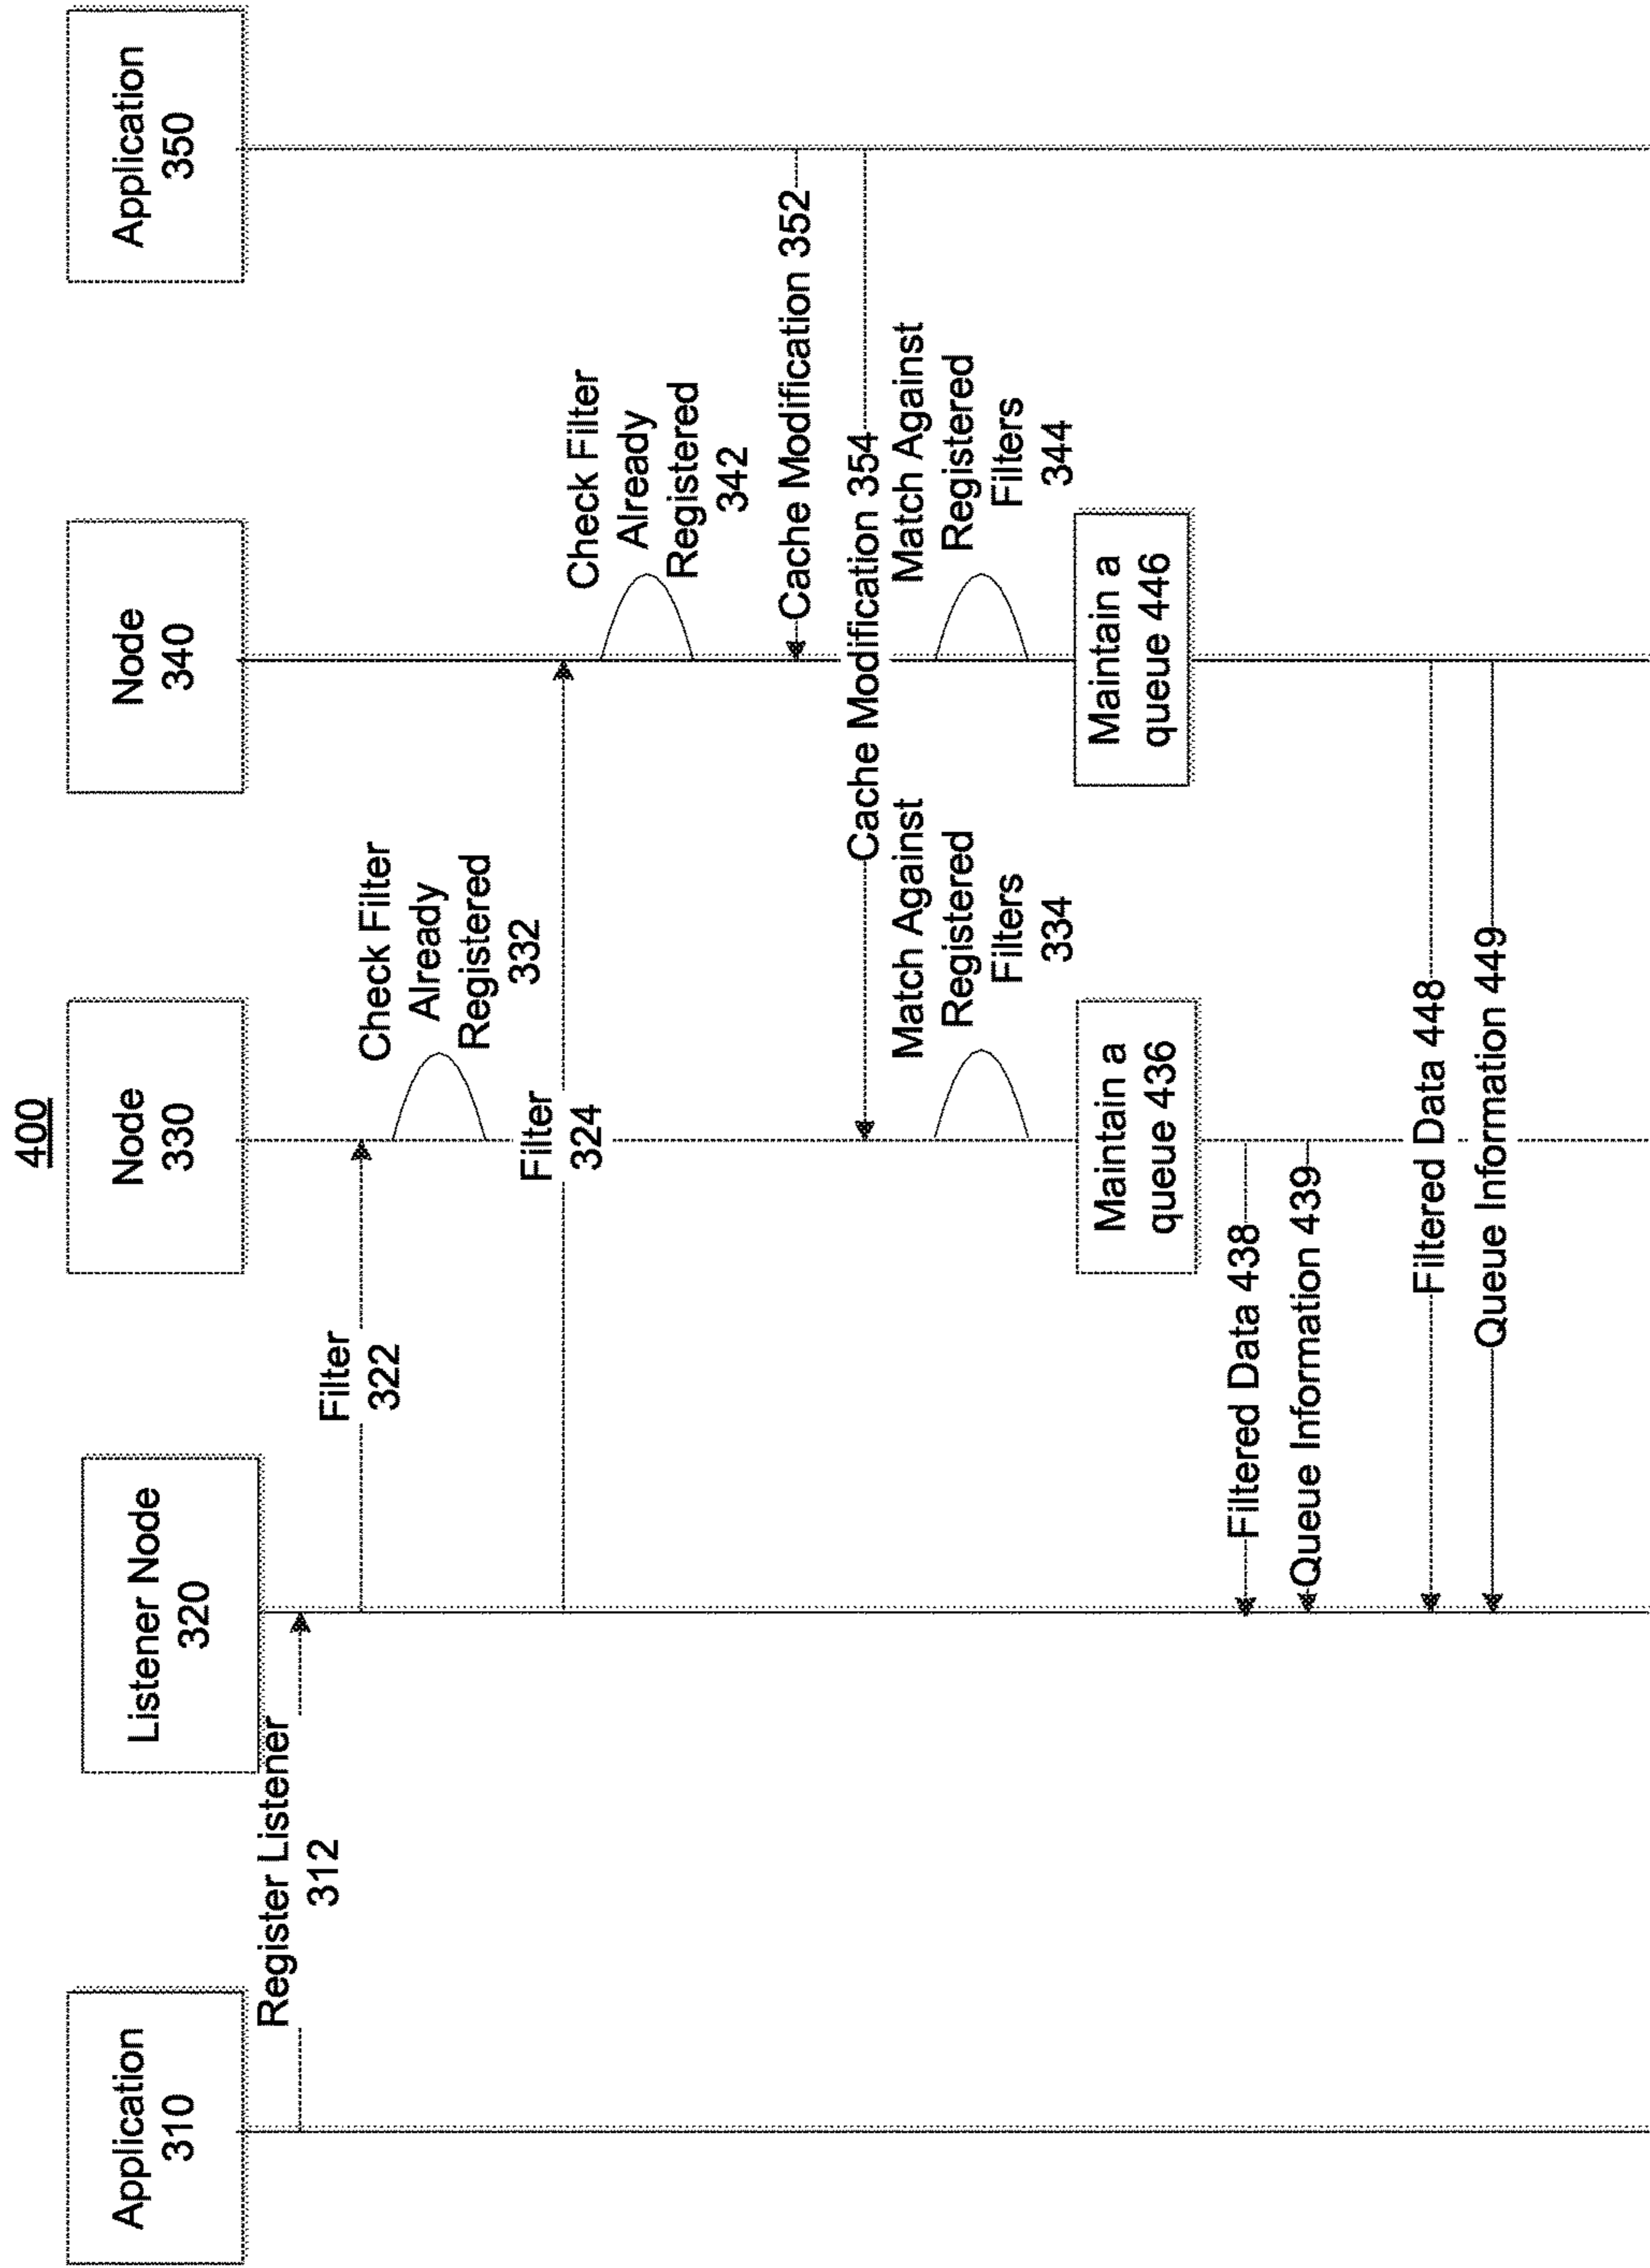 400
Application
310
Listener Node
320
Node
330
Node
340
Application
350
Register Listener
312
Filter
322
Check Filter
Already
Registered
332
Filter
324
Check Filter
Already
Registered
342
Cache Modification 352
Cache Modification 354
Match Against
Registered
Filters
334
Match Against
Registered
Filters
344
Maintain a
queue 436
Maintain a
queue 446
Filtered Data 438
Queue Information 439
Filtered Data 448
Queue Information 449